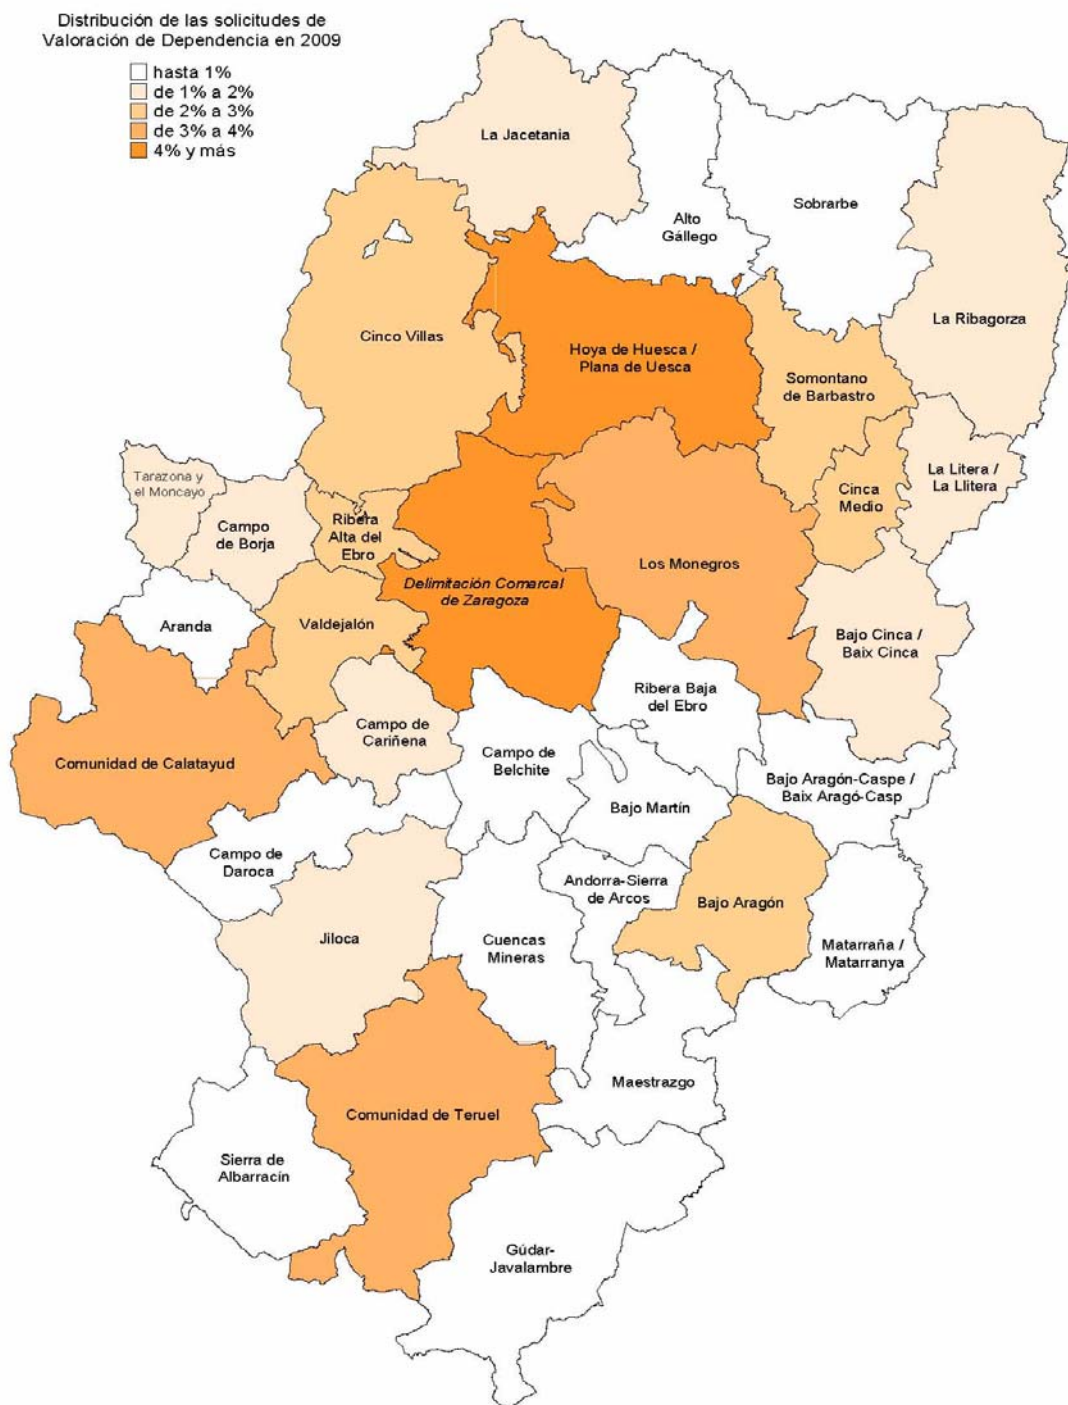 Distribución de las solicitudes de
Valoración de Dependencia en 2009
hasta 1%
de 1% a 2%
de 2% a 3%
de 3% a 4%
4% y más
La Jacetania
Alto
Gállego
Sobrarbe
La Ribagorza
Cinco Villas
Hoya de Huesca /
Plana de Uesca
Somontano
de Barbastro
Tarazona y
el Moncayo
Campo
de Borja
Ribera
Alta del
Ebro
Cinca
Medio
La Litera /
La Llitera
Delimitación Comarcal
de Zaragoza
Los Monegros
Aranda
Valdejalón
Bajo Cinca /
Baix Cinca
Ribera Baja
del Ebro
Campo de
Cariñena
Comunidad de Calatayud
Campo de
Belchite
Bajo Aragón-Caspe /
Baix Aragó-Casp
Bajo Martín
Campo de
Daroca
Andorra-Sierra
de Arcos
Bajo Aragón
Jiloca
Cuencas
Mineras
Matarraña /
Matarranya
Maestrazgo
Comunidad de Teruel
Sierra de
Albarracín
Gúdar-
Javalambre